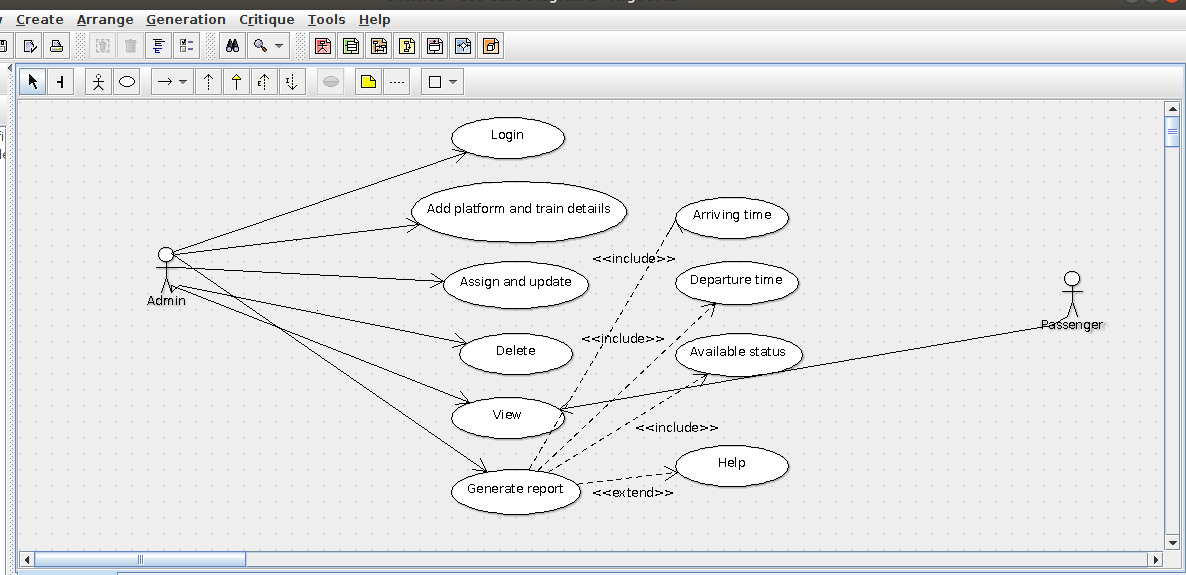 Create Arrange Generation Critique Tools Help
Login
Add platform and train detaiils
Arriving time
<<include>>
Assign and update
Departure time
Admin
Passenger
<<include>>
Delete
Available status
View
<<include>>
Help
Generate report
<<extend>>